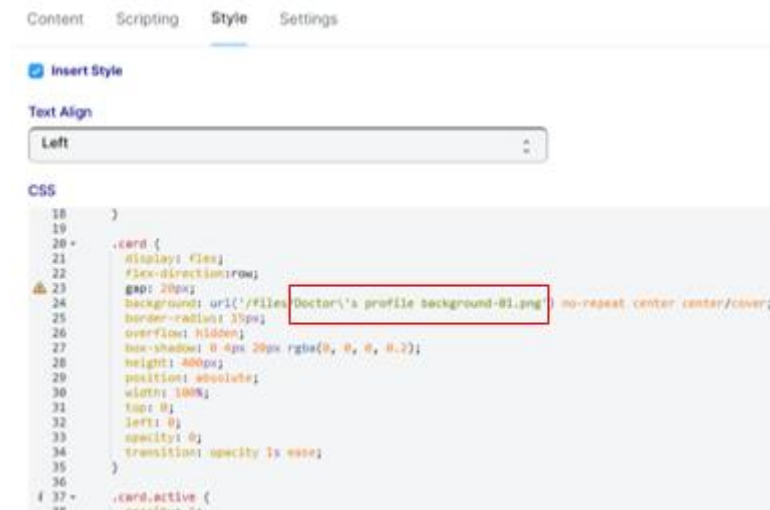 Content Scripting Style Settings
Insert Style
Text Align
Left
CSS
18 }
19
20 .card {
21 display: flex;
22 flex-direction:row;
23 gap: 20px;
24 background: url('/files/Doctor\'s profile background-01.png') no-repeat center center/cover;
25 border-radius: 15px;
26 overflow: hidden;
27 box-shadow: 0 4px 20px rgba(0, 0, 0, 0.2);
28 height: 400px;
29 position: absolute;
30 width: 100%;
31 top: 0;
32 left: 0;
33 opacity: 0;
34 transition: opacity 1s ease;
35 }
36
i 37 .card.active {